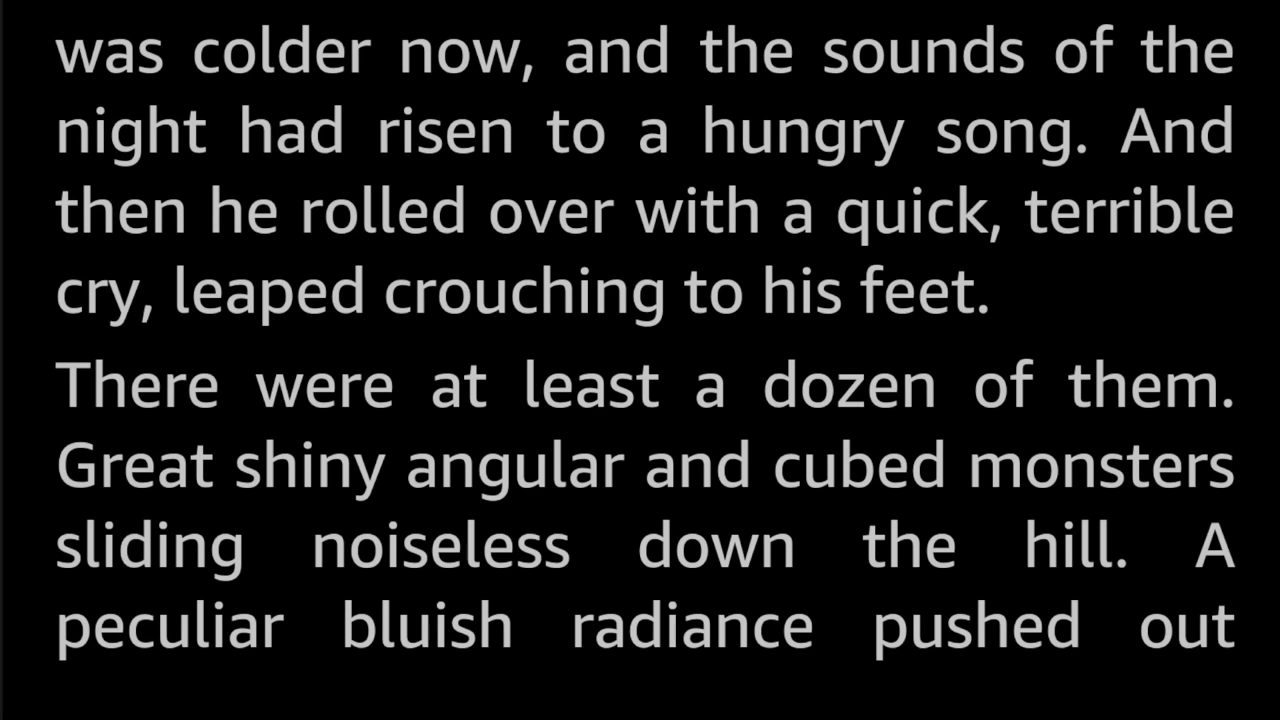 was colder now, and the sounds of the
night had risen to a hungry song. And
then he rolled over with a quick, terrible
cry, leaped crouching to his feet.
There were at least a dozen of them.
Great shiny angular and cubed monsters
sliding noiseless down the hill. A
peculiar bluish radiance pushed out